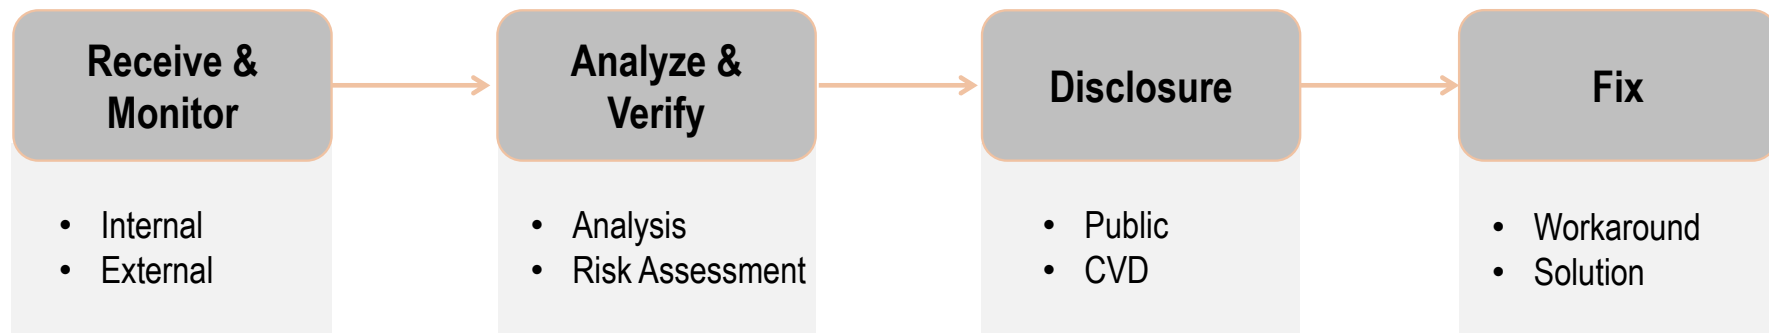 Receive &
Monitor
• Internal
• External
Analyze &
Verify
• Analysis
• Risk Assessment
Disclosure
• Public
• CVD
Fix
• Workaround
• Solution